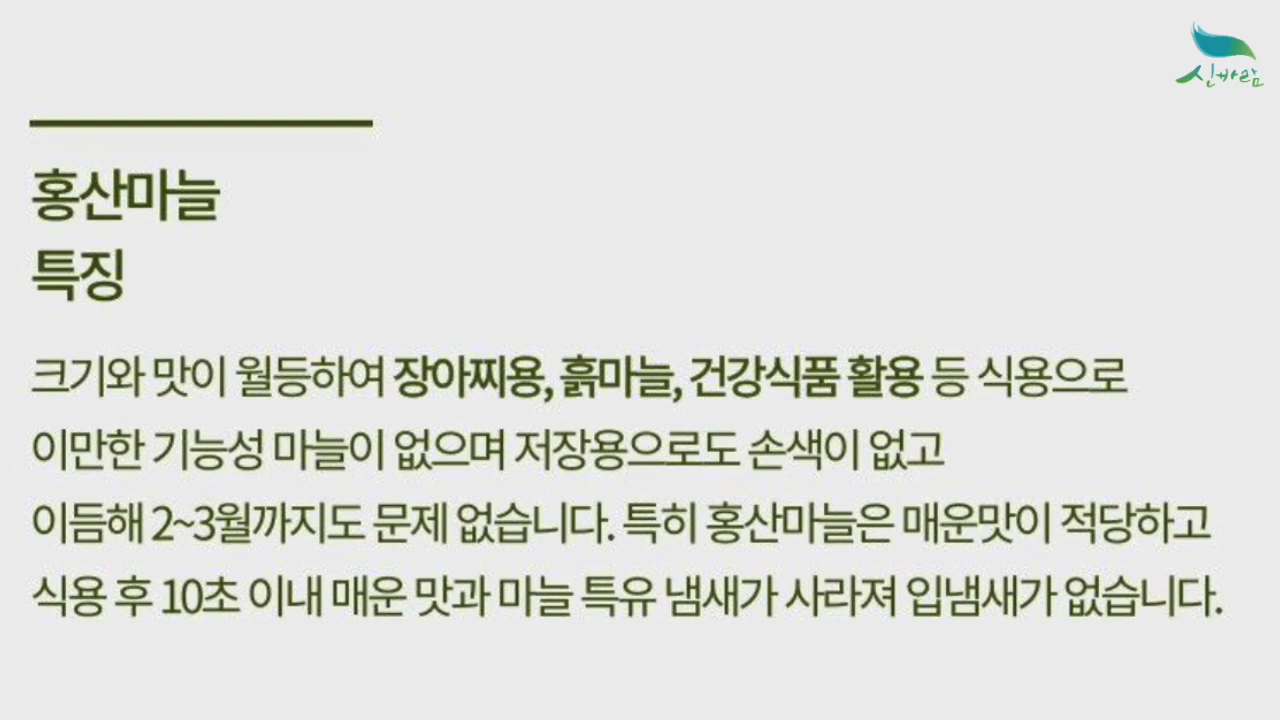 신바람
홍산마늘
특징
크기와 맛이 월등하여 장아찌용, 흙마늘, 건강식품 활용 등 식용으로
이만한 기능성 마늘이 없으며 저장용으로도 손색이 없고
이듬해 2~3월까지도 문제 없습니다. 특히 홍산마늘은 매운맛이 적당하고
식용 후 10초 이내 매운 맛과 마늘 특유 냄새가 사라져 입냄새가 없습니다.